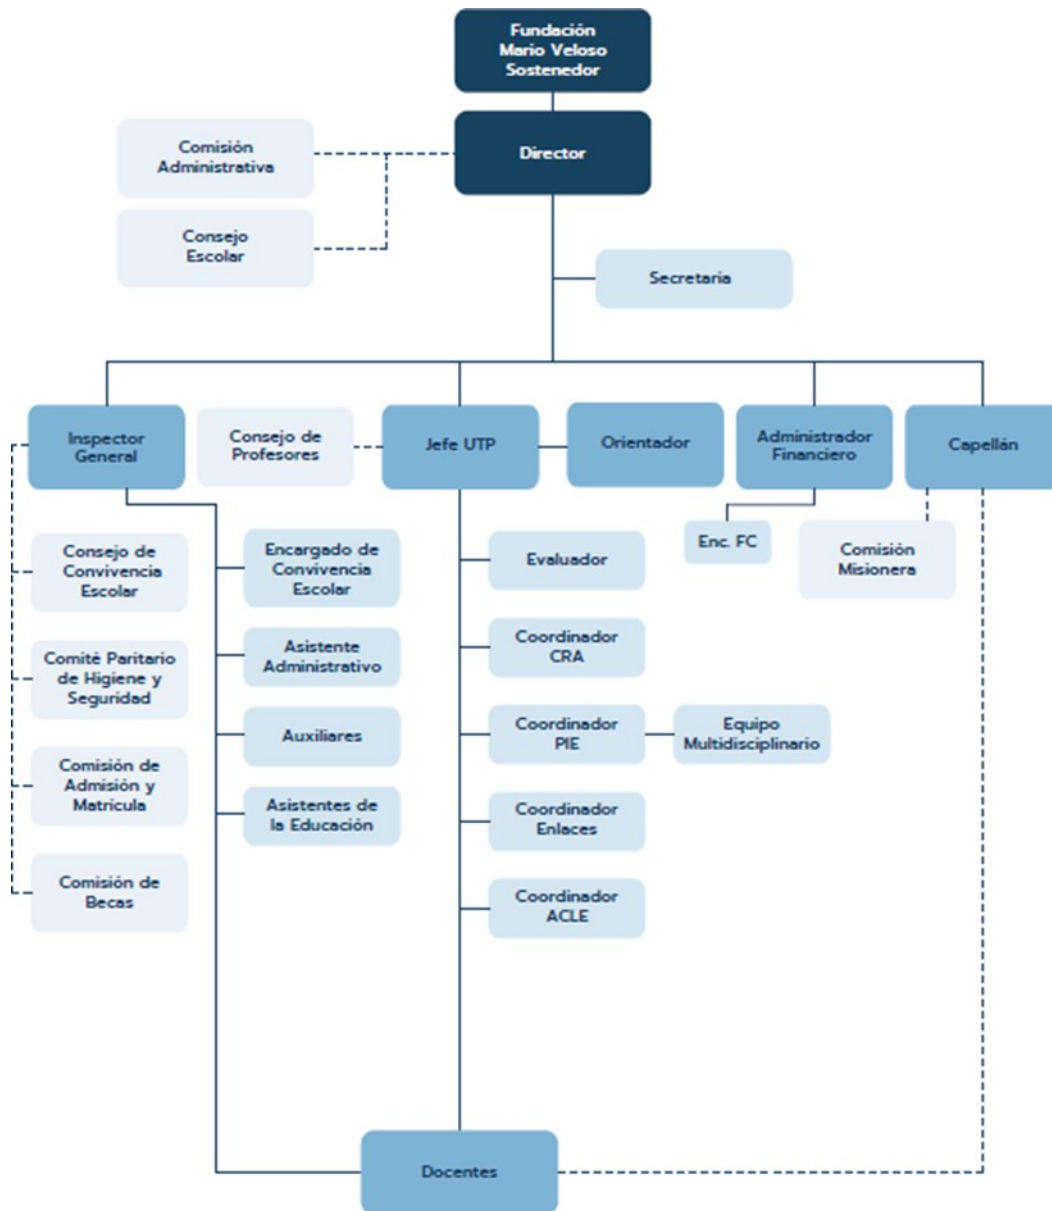 Fundación
Mario Veloso
Sostenedor
Director
Comisión
Administrativa
Consejo
Escolar
Secretaria
Inspector
General
Consejo de
Profesores
Jefe UTP
Orientador
Administrador
Financiero
Capellán
Consejo de
Convivencia
Escolar
Encargado de
Convivencia
Escolar
Evaluador
Enc. FC
Comisión
Misionera
Comité Paritario
de Higiene y
Seguridad
Asistente
Administrativo
Coordinador
CRA
Comisión de
Admisión y
Matricula
Auxiliares
Coordinador
PIE
Equipo
Multidisciplinario
Asistentes de
la Educación
Coordinador
Enlaces
Comisión de
Becas
Coordinador
ACLE
Docentes